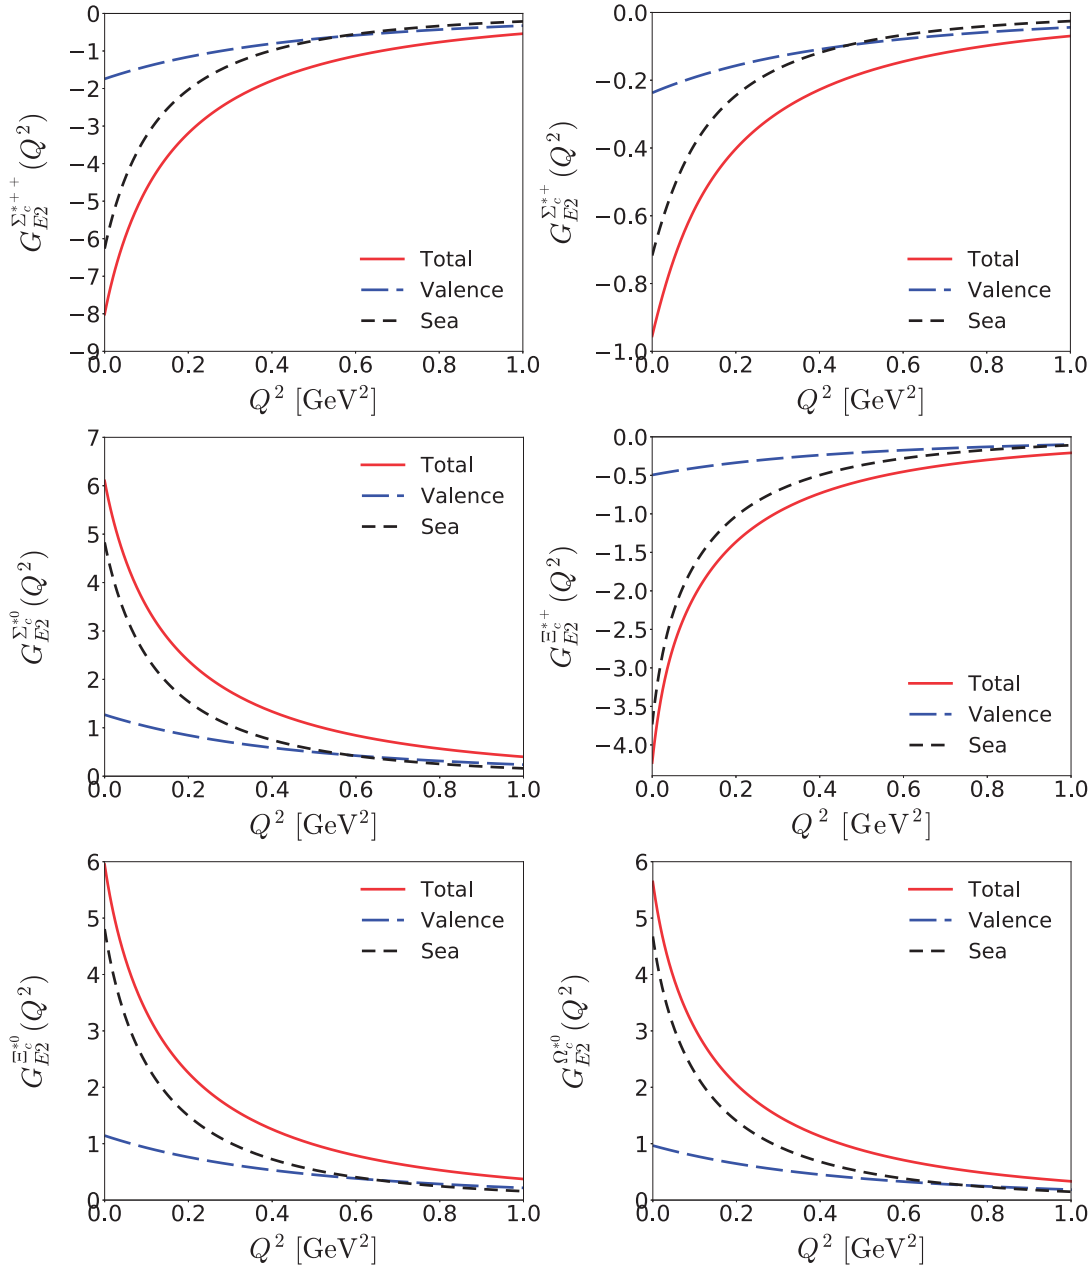 0
−1
−2
−3
−4
−5
−6
−7
−8
−9
0.0 0.2 0.4 0.6 0.8 1.0
G_{E2}^{Σ_c^{*++}}(Q^2)
Q^2 [GeV^2]
Total
Valence
Sea
0.0
−0.2
−0.4
−0.6
−0.8
−1.0
0.0 0.2 0.4 0.6 0.8 1.0
G_{E2}^{Σ_c^{*+}}(Q^2)
Q^2 [GeV^2]
Total
Valence
Sea
7
6
5
4
3
2
1
0
0.0 0.2 0.4 0.6 0.8 1.0
G_{E2}^{Σ_c^{*0}}(Q^2)
Q^2 [GeV^2]
Total
Valence
Sea
0.0
−0.5
−1.0
−1.5
−2.0
−2.5
−3.0
−3.5
−4.0
0.0 0.2 0.4 0.6 0.8 1.0
G_{E2}^{Ξ_c^{*+}}(Q^2)
Q^2 [GeV^2]
Total
Valence
Sea
6
5
4
3
2
1
0
0.0 0.2 0.4 0.6 0.8 1.0
G_{E2}^{Ξ_c^{*0}}(Q^2)
Q^2 [GeV^2]
Total
Valence
Sea
6
5
4
3
2
1
0
0.0 0.2 0.4 0.6 0.8 1.0
G_{E2}^{Ω_c^{*0}}(Q^2)
Q^2 [GeV^2]
Total
Valence
Sea